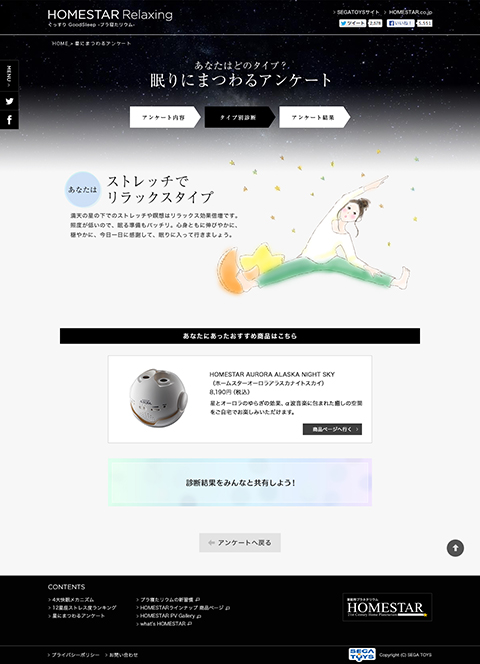 HOMESTAR Relaxing
ぐっすり GoodSleep -プラ寝たリウム-
> SEGATOYSサイト > HOMESTAR.co.jp
ツイート 2,678 いいね！ 5,551
HOME » 星にまつわるアンケート
MENU
あなたはどのタイプ？
眠りにまつわるアンケート
アンケート内容
タイプ別診断
アンケート結果
あなたは
ストレッチで
リラックスタイプ
満天の星の下でのストレッチや瞑想はリラックス効果倍増です。
照度が低いので、眠る準備もバッチリ。心身ともに伸びやかに、
穏やかに、今日一日に感謝して、眠りに入って行きましょう。
あなたにあったおすすめ商品はこちら
HOMESTAR AURORA ALASKA NIGHT SKY
（ホームスターオーロラアラスカナイトスカイ）
8,190円（税込）
星とオーロラのゆらぎの効果、α波音楽に包まれた癒しの空間
をご自宅でお楽しみいただけます。
商品ページへ行く
診断結果をみんなと共有しよう！
アンケートへ戻る
CONTENTS
> 4大快眠メカニズム
> 12星座ストレス度ランキング
> 星にまつわるアンケート
> プラ寝たリウムの新習慣
> HOMESTARラインナップ 商品ページ
> HOMESTAR PV Gallery
> what's HOMESTAR
家庭用プラネタリウム
HOMESTAR
> プライバシーポリシー > お問い合わせ
SEGA TOYS
Copyright (C) SEGA TOYS